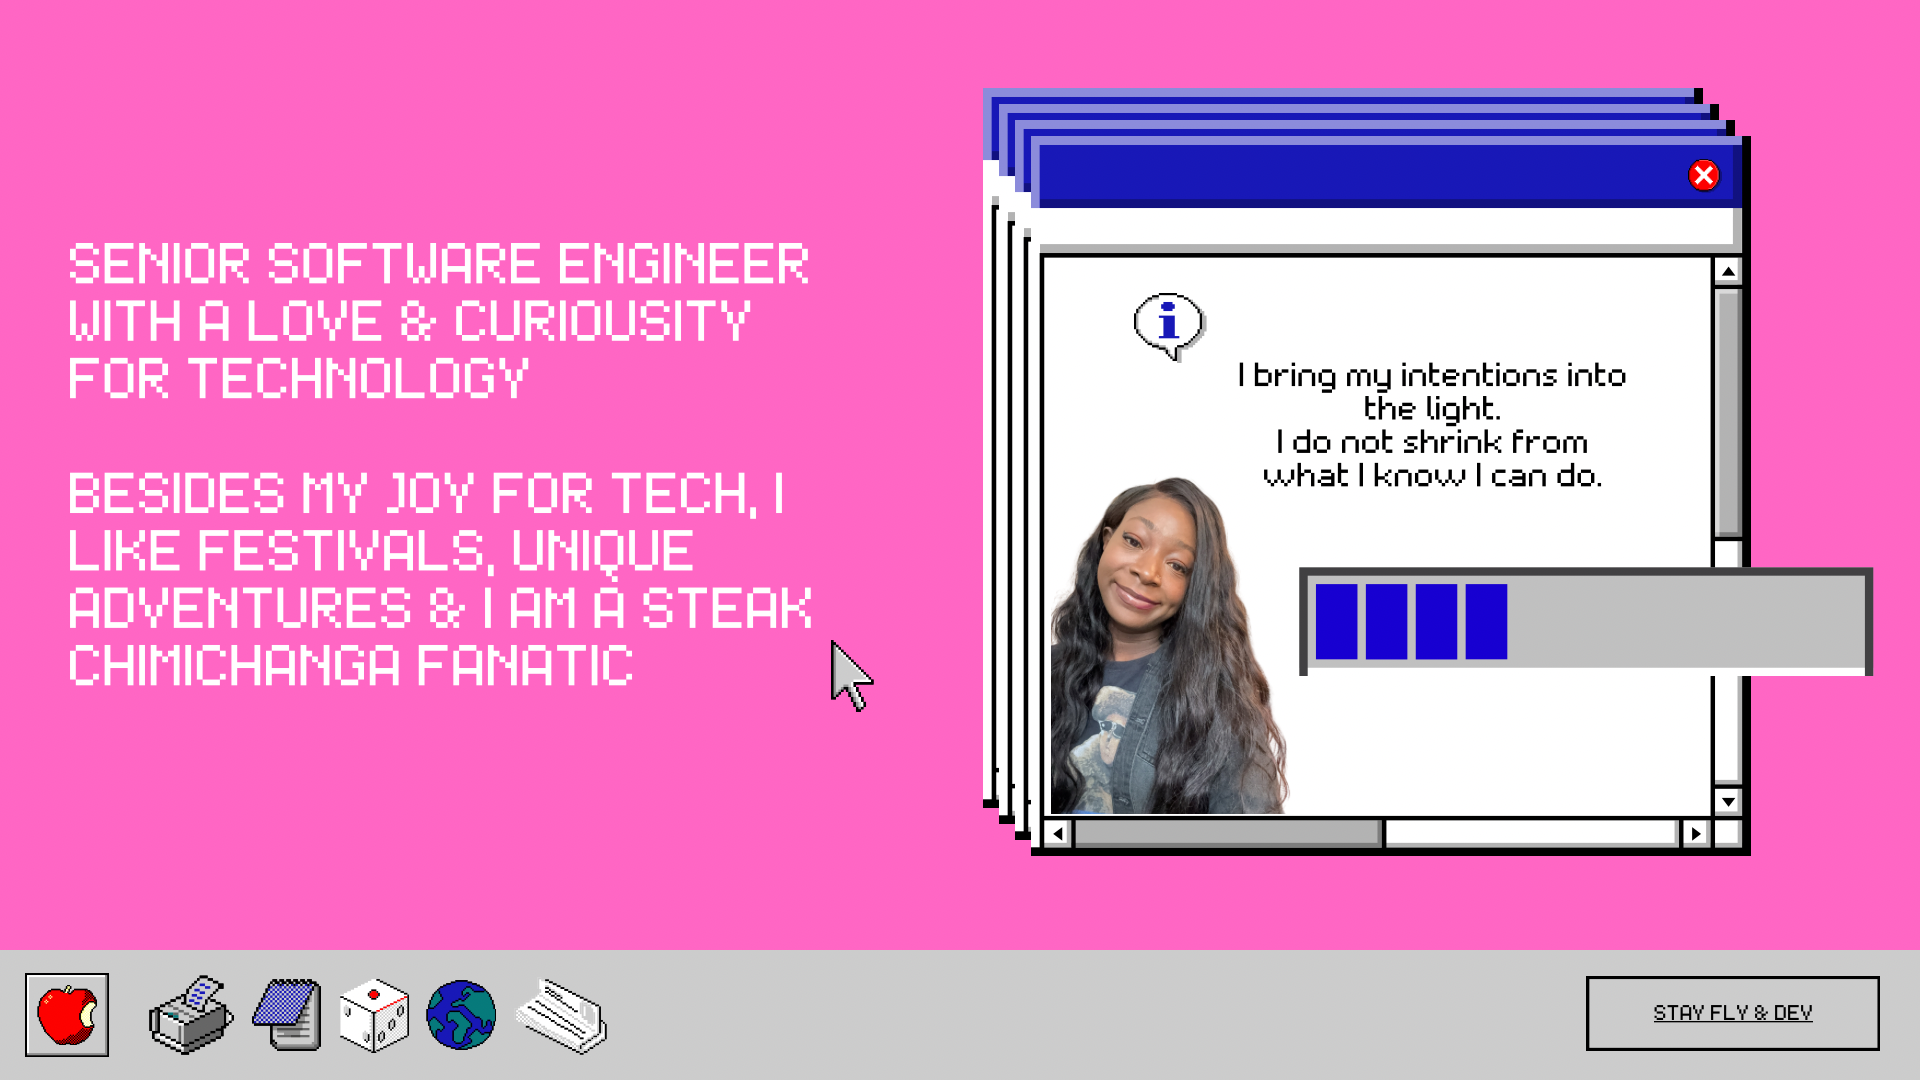 SENIOR SOFTWARE ENGINEER
WITH A LOVE & CURIOUSITY
FOR TECHNOLOGY
BESIDES MY JOY FOR TECH, I
LIKE FESTIVALS, UNIQUE
ADVENTURES & I AM A STEAK
CHIMICHANGA FANATIC
i
I bring my intentions into
the light.
I do not shrink from
what I know I can do.
STAY FLY & DEV